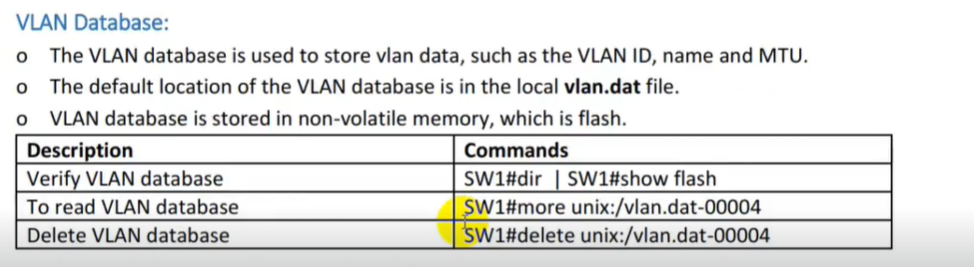 VLAN Database:
o The VLAN database is used to store vlan data, such as the VLAN ID, name and MTU.
o The default location of the VLAN database is in the local vlan.dat file.
o VLAN database is stored in non-volatile memory, which is flash.
Description Commands
Verify VLAN database SW1#dir | SW1#show flash
To read VLAN database SW1#more unix:/vlan.dat-00004
Delete VLAN database SW1#delete unix:/vlan.dat-00004